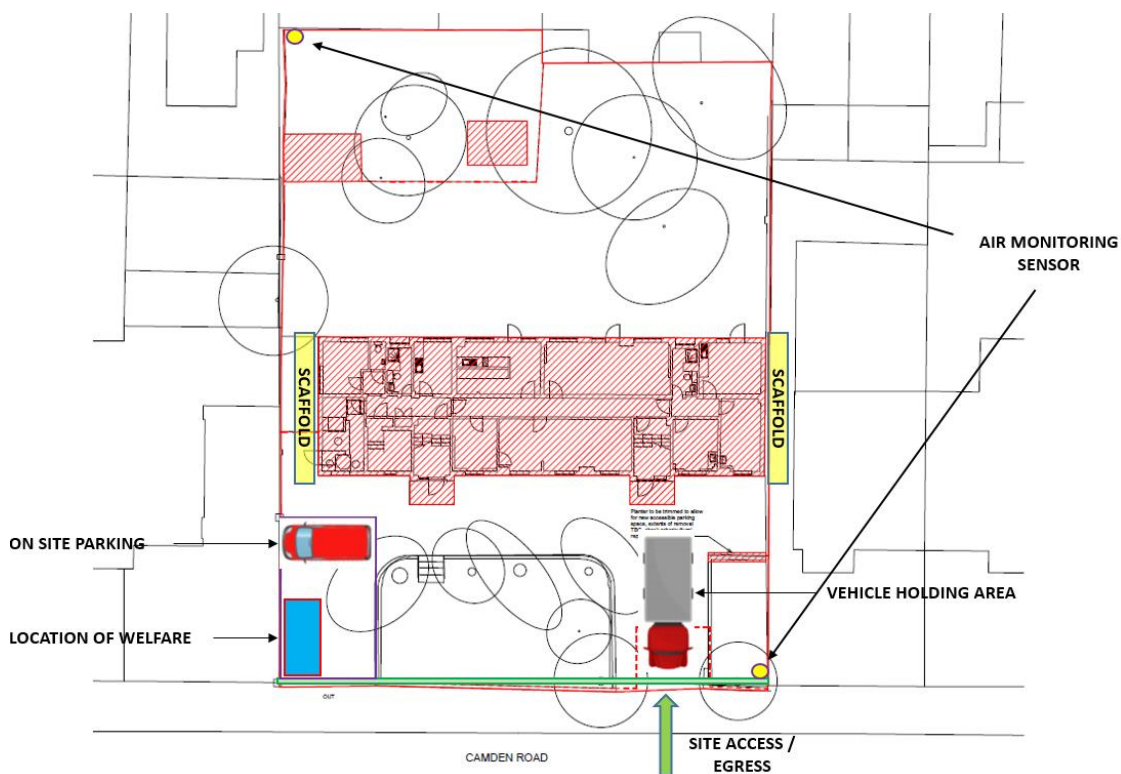 AIR MONITORING
SENSOR
SCAFFOLD
SCAFFOLD
Planter to be trimmed to allow
for new accessible parking
space, extents of removal
ON SITE PARKING
VEHICLE HOLDING AREA
LOCATION OF WELFARE
OUT
SITE ACCESS /
EGRESS
CAMDEN ROAD